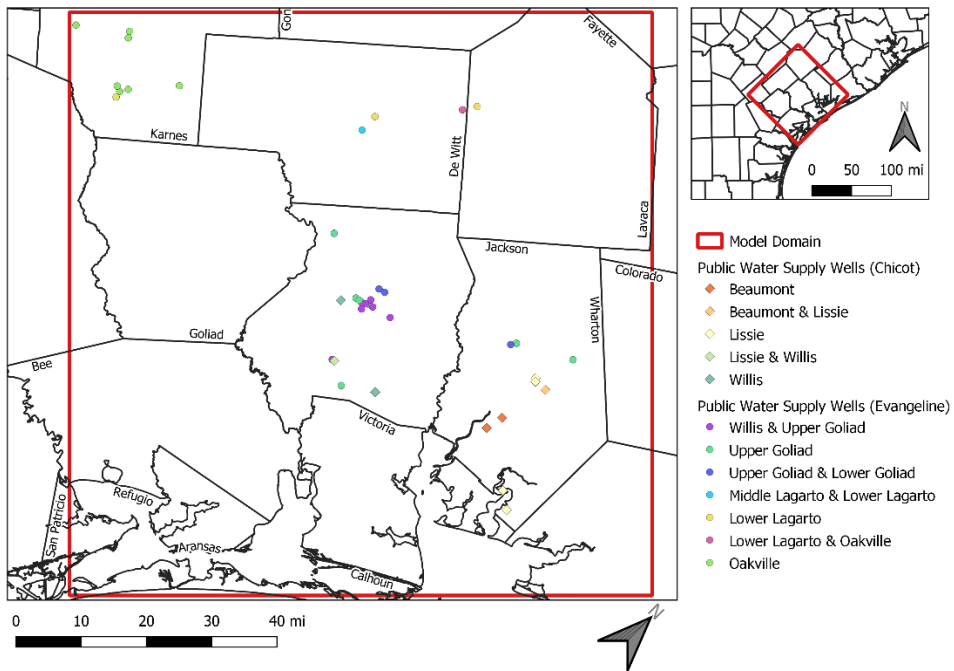 Gon
Fayette
Karnes
De Witt
Lavaca
Jackson
Colorado
Wharton
Goliad
Bee
Victoria
Refugio
San Patricio
Aransas
Calhoun
0 10 20 30 40 mi
N
N
0 50 100 mi
Model Domain
Public Water Supply Wells (Chicot)
Beaumont
Beaumont & Lissie
Lissie
Lissie & Willis
Willis
Public Water Supply Wells (Evangeline)
Willis & Upper Goliad
Upper Goliad
Upper Goliad & Lower Goliad
Middle Lagarto & Lower Lagarto
Lower Lagarto
Lower Lagarto & Oakville
Oakville